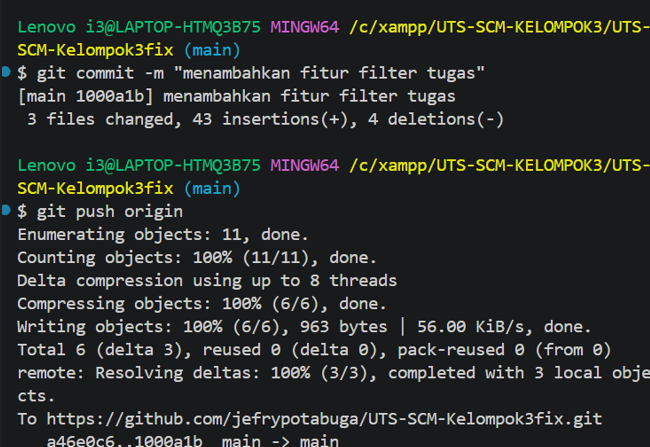 Lenovo i3@LAPTOP-HTMQ3B75 MINGW64 /c/xampp/UTS-SCM-KELOMPOK3/UTS-
SCM-Kelompok3fix (main)
$ git commit -m "menambahkan fitur filter tugas"
[main 1000a1b] menambahkan fitur filter tugas
 3 files changed, 43 insertions(+), 4 deletions(-)

Lenovo i3@LAPTOP-HTMQ3B75 MINGW64 /c/xampp/UTS-SCM-KELOMPOK3/UTS-
SCM-Kelompok3fix (main)
$ git push origin
Enumerating objects: 11, done.
Counting objects: 100% (11/11), done.
Delta compression using up to 8 threads
Compressing objects: 100% (6/6), done.
Writing objects: 100% (6/6), 963 bytes | 56.00 KiB/s, done.
Total 6 (delta 3), reused 0 (delta 0), pack-reused 0 (from 0)
remote: Resolving deltas: 100% (3/3), completed with 3 local obje
cts.
To https://github.com/jefrypotabuga/UTS-SCM-Kelompok3fix.git
   a46e0c6..1000a1b  main -> main